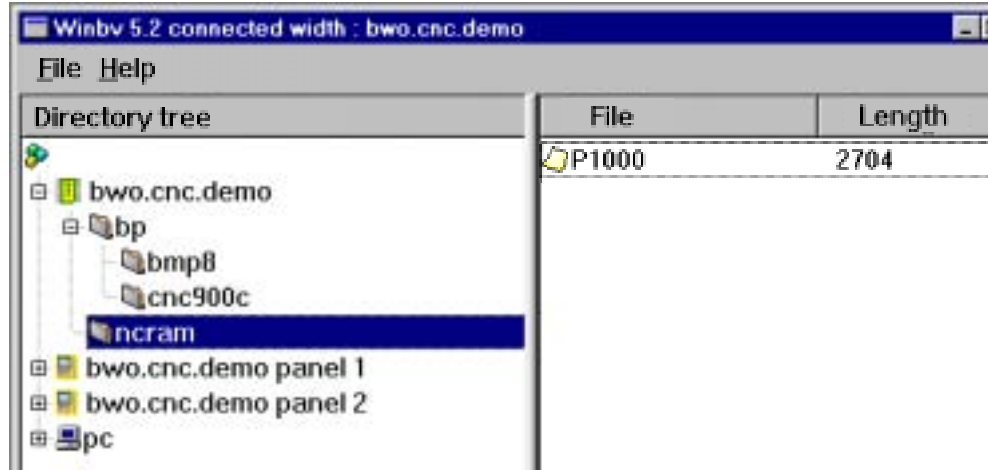 Winbv 5.2 connected width : bwo.cnc.demo
File Help
Directory tree
bwo.cnc.demo
bp
bmp8
cnc900c
ncram
bwo.cnc.demo panel 1
bwo.cnc.demo panel 2
pc
File Length
P1000 2704